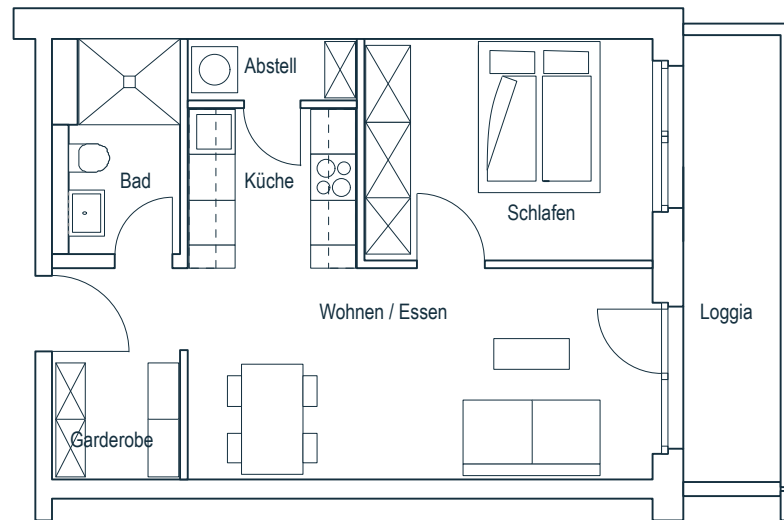 Abstell
Bad
Küche
Schlafen
Wohnen / Essen
Loggia
Garderobe